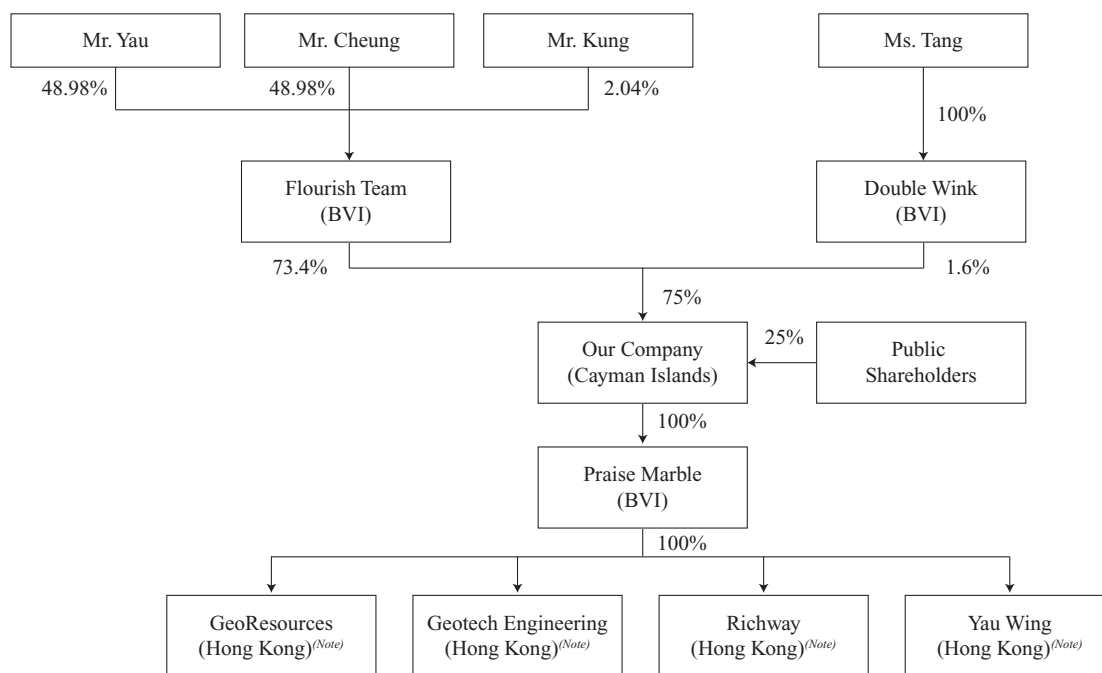 Mr. Yau
Mr. Cheung
Mr. Kung
Ms. Tang
48.98%
48.98%
2.04%
100%
Flourish Team
(BVI)
Double Wink
(BVI)
73.4%
1.6%
75%
Our Company
(Cayman Islands)
25%
Public
Shareholders
100%
Praise Marble
(BVI)
100%
GeoResources
(Hong Kong)(Note)
Geotech Engineering
(Hong Kong)(Note)
Richway
(Hong Kong)(Note)
Yau Wing
(Hong Kong)(Note)